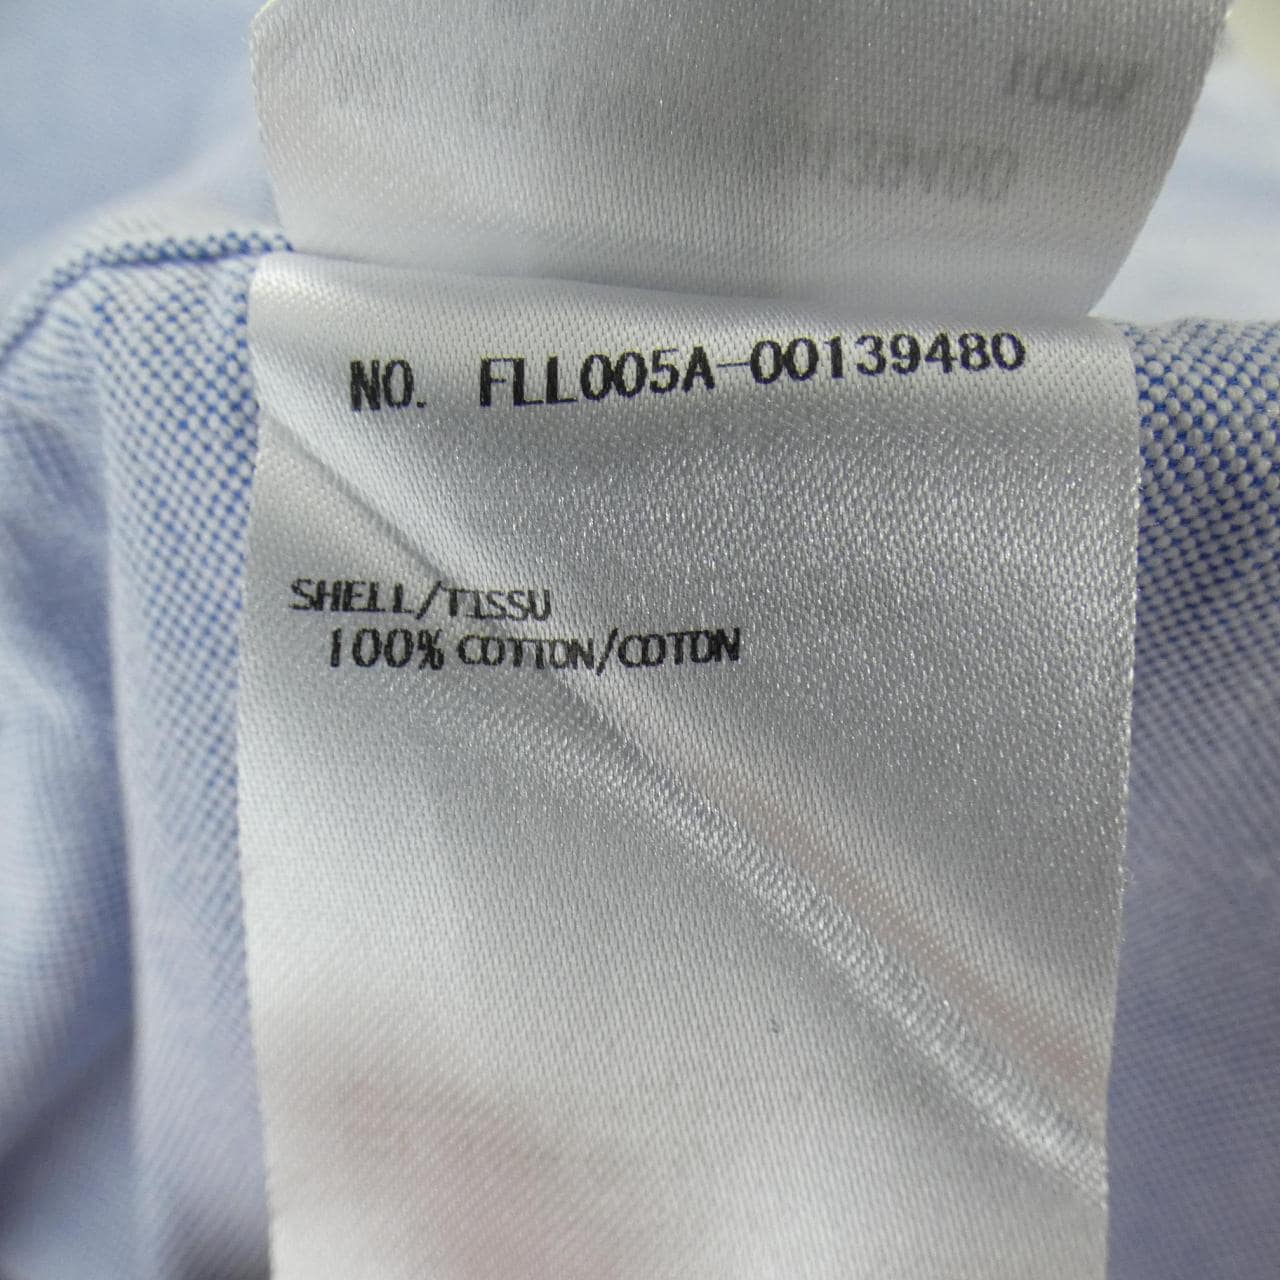 NO. FLL005A-00139480
SHELL/TISSU
100% COTTON/COTON